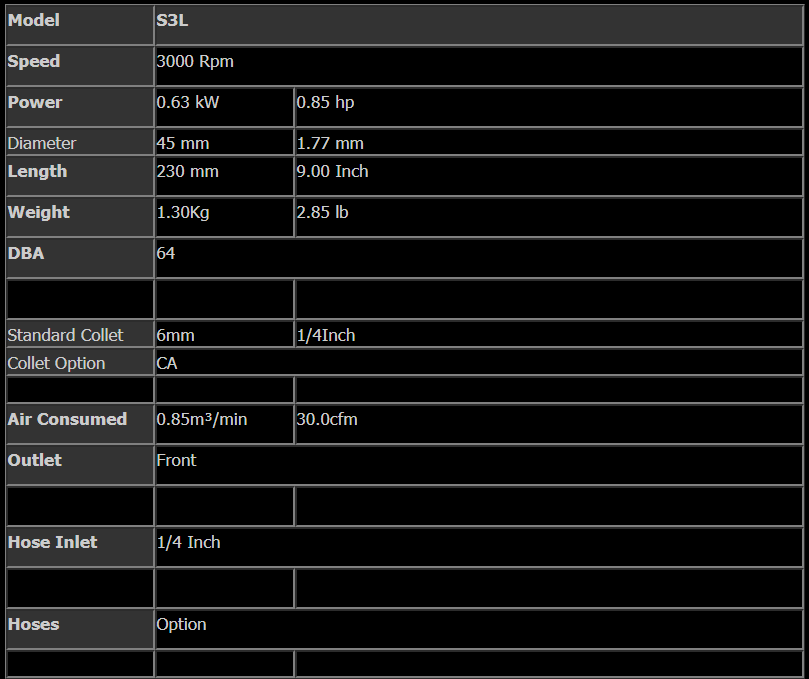 Model S3L
Speed 3000 Rpm
Power 0.63 kW 0.85 hp
Diameter 45 mm 1.77 mm
Length 230 mm 9.00 Inch
Weight 1.30Kg 2.85 lb
DBA 64
Standard Collet 6mm 1/4Inch
Collet Option CA
Air Consumed 0.85m³/min 30.0cfm
Outlet Front
Hose Inlet 1/4 Inch
Hoses Option